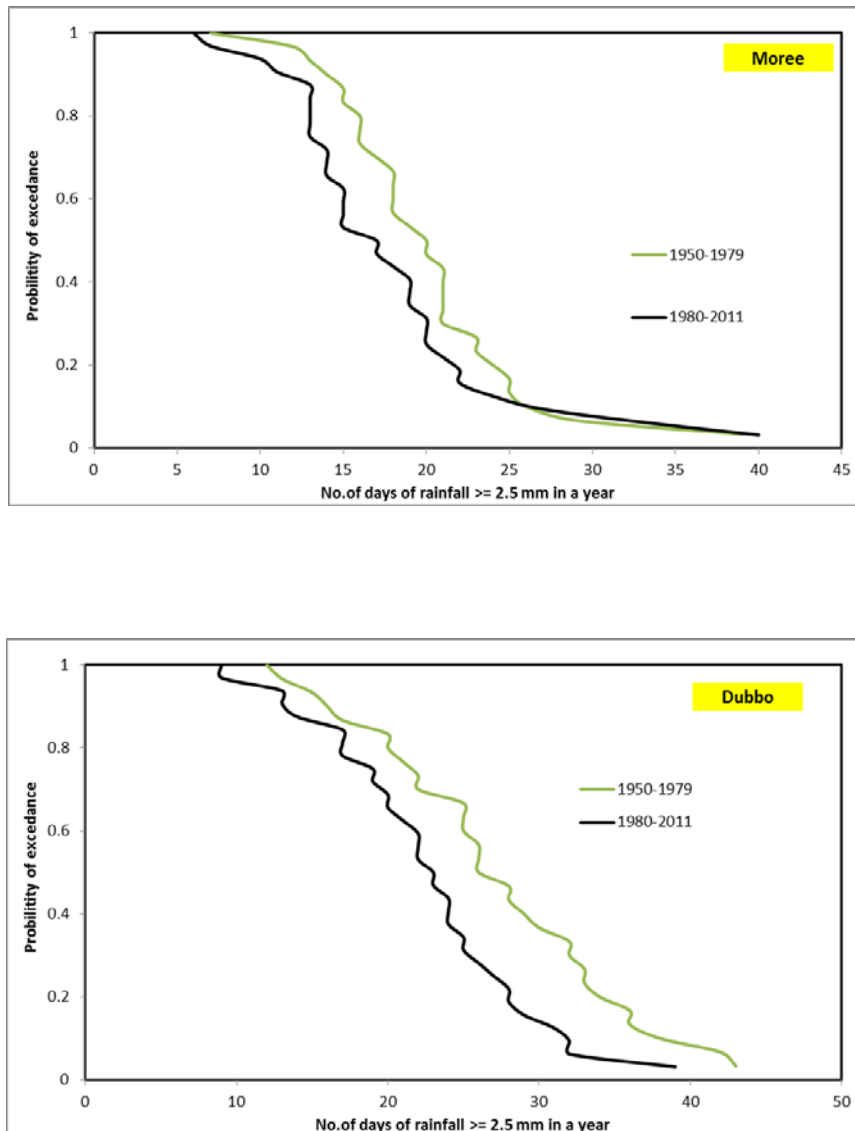 Moree
Probilitity of excedance
1
0.8
0.6
0.4
0.2
0
1950-1979
1980-2011
0 5 10 15 20 25 30 35 40 45
No.of days of rainfall >= 2.5 mm in a year
Dubbo
Probilitity of excedance
1
0.8
0.6
0.4
0.2
0
1950-1979
1980-2011
0 10 20 30 40 50
No.of days of rainfall >= 2.5 mm in a year